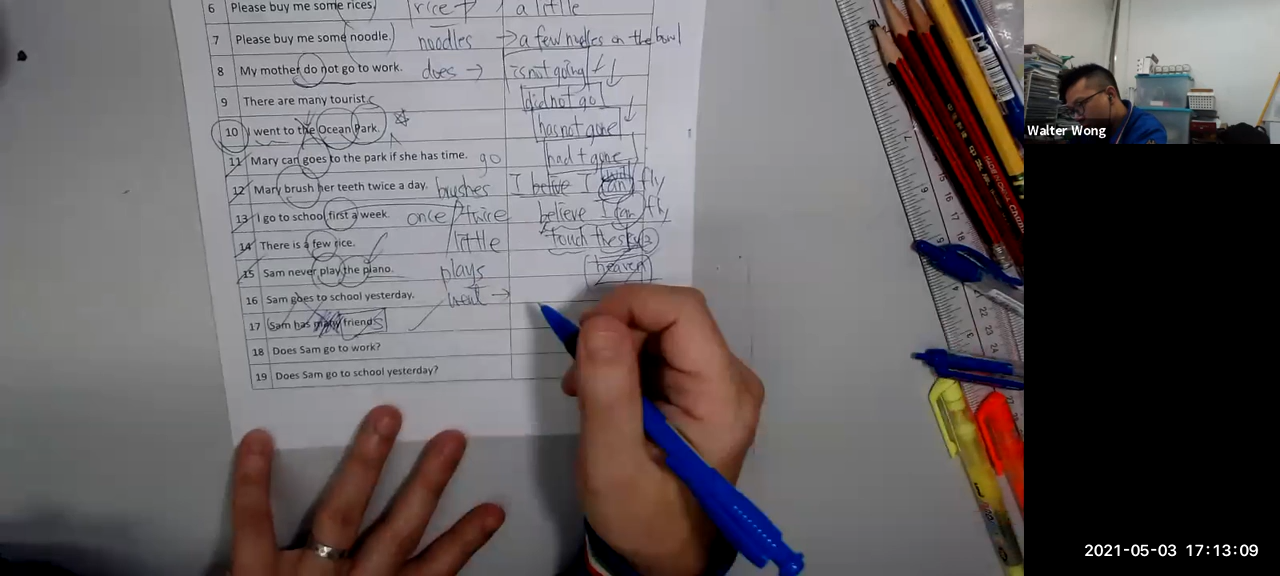 6 Please buy me some rices. rice a little
7 Please buy me some noodle. noodles → a few nudles on the bowl
8 My mother do not go to work. does → is not going
9 There are many tourist. did not go
10 I went to the Ocean Park. has not gone
11 Mary can goes to the park if she has time. go had + gone
12 Mary brush her teeth twice a day. brushes I belive I can fly
13 I go to school first a week. once / twice believe I can fly
14 There is a few rice. little touch the sky
15 Sam never play the piano. plays heaven
16 Sam goes to school yesterday. went →
17 Sam has many friends
18 Does Sam go to work?
19 Does Sam go to school yesterday?
Walter Wong
2021-05-03 17:13:09